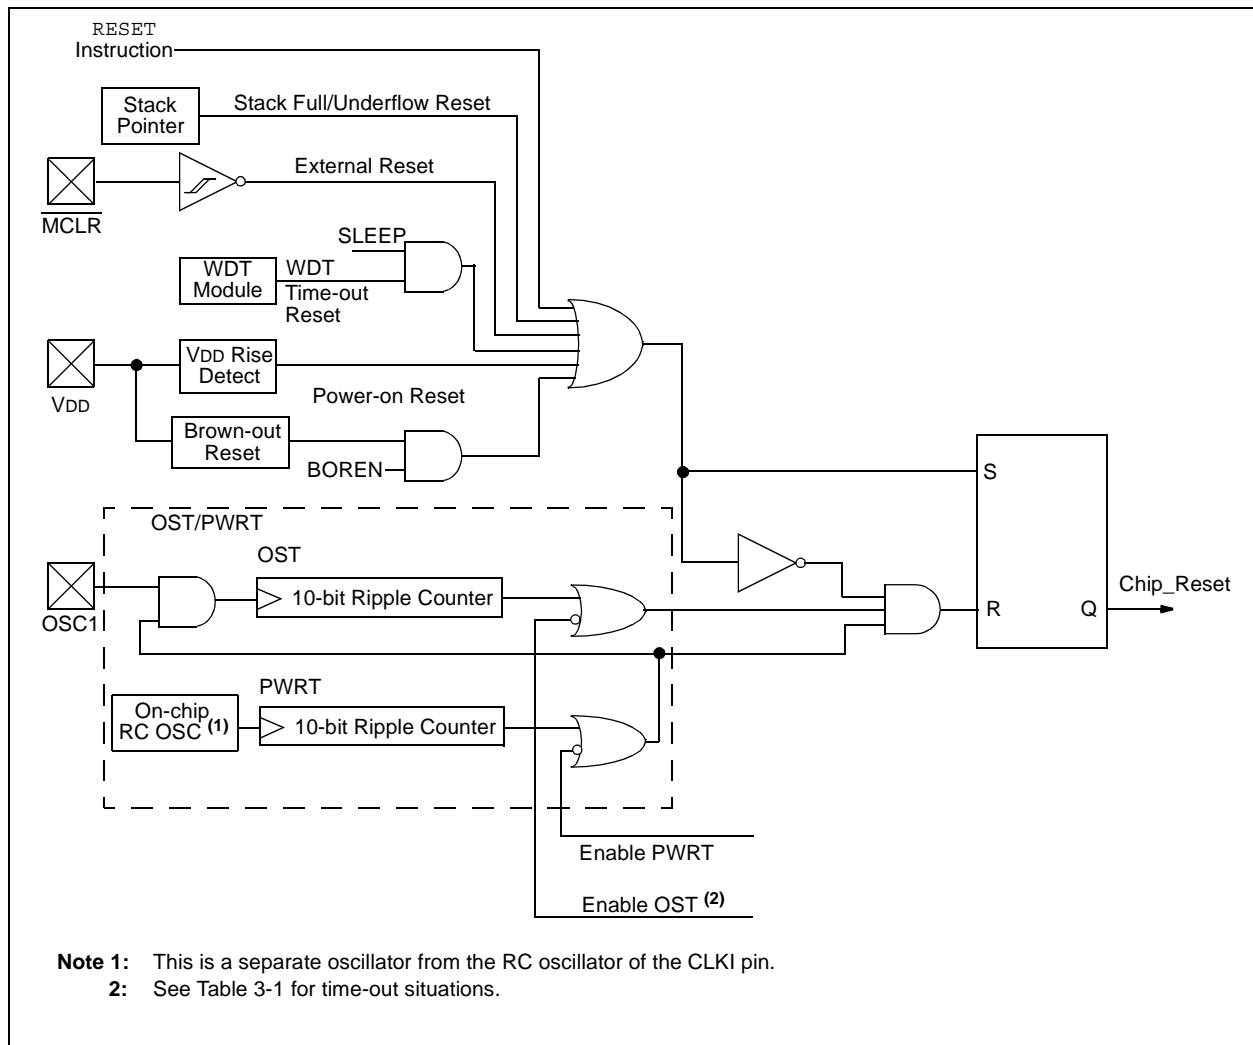 RESET
Instruction
Stack
Pointer
Stack Full/Underflow Reset
External Reset
MCLR
SLEEP
WDT
Module
WDT
Time-out
Reset
VDD Rise
Detect
VDD
Power-on Reset
Brown-out
Reset
BOREN
S
OST/PWRT
OST
10-bit Ripple Counter
OSC1
Chip_Reset
R
Q
PWRT
On-chip
RC OSC (1)
10-bit Ripple Counter
Enable PWRT
Enable OST (2)
Note 1: This is a separate oscillator from the RC oscillator of the CLKI pin.
2: See Table 3-1 for time-out situations.